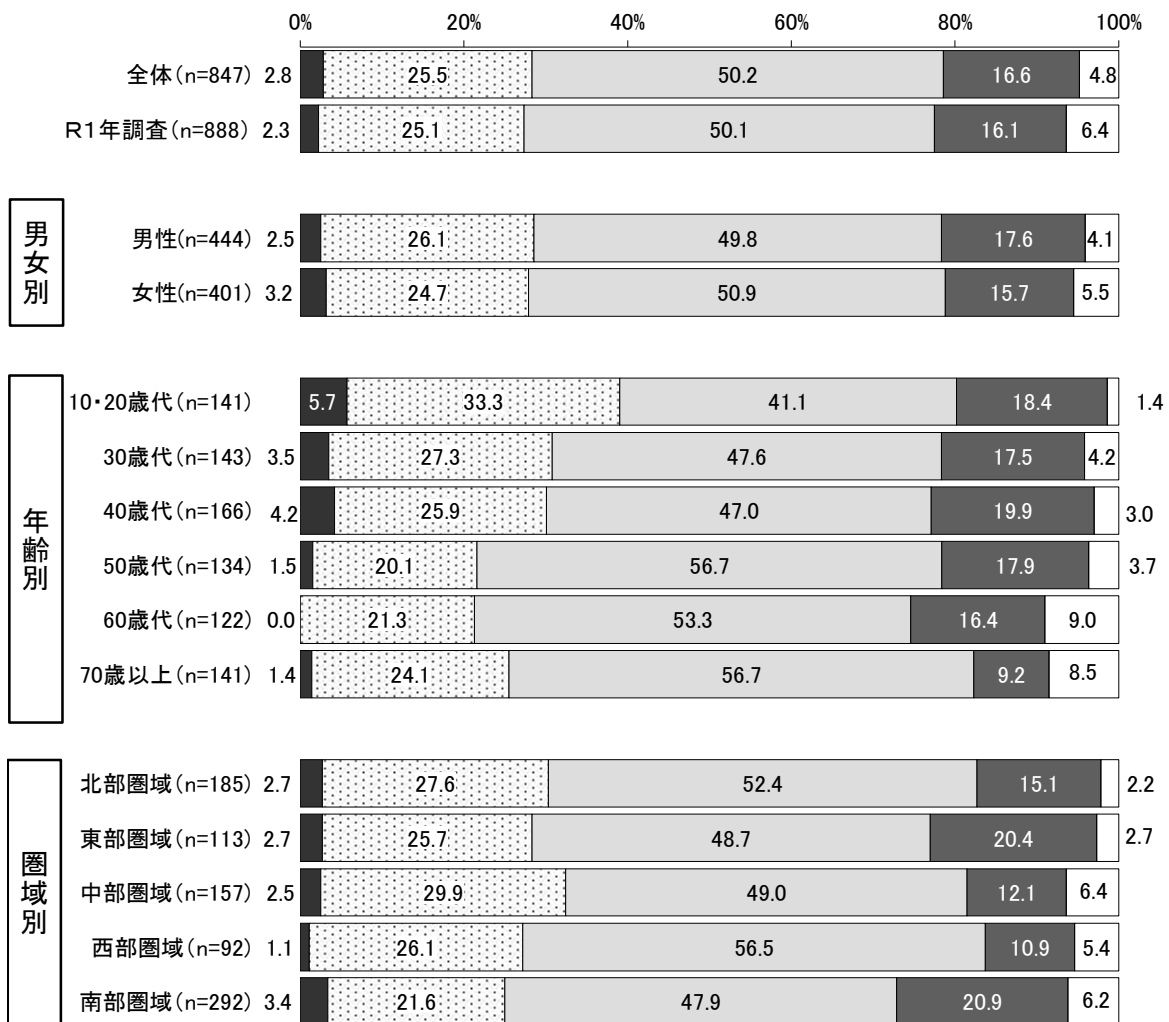 0% 20% 40% 60% 80% 100%
全体(n=847) 2.8 25.5 50.2 16.6 4.8
R1年調査(n=888) 2.3 25.1 50.1 16.1 6.4
男女別
男性(n=444) 2.5 26.1 49.8 17.6 4.1
女性(n=401) 3.2 24.7 50.9 15.7 5.5
年齢別
10・20歳代(n=141) 5.7 33.3 41.1 18.4 1.4
30歳代(n=143) 3.5 27.3 47.6 17.5 4.2
40歳代(n=166) 4.2 25.9 47.0 19.9 3.0
50歳代(n=134) 1.5 20.1 56.7 17.9 3.7
60歳代(n=122) 0.0 21.3 53.3 16.4 9.0
70歳以上(n=141) 1.4 24.1 56.7 9.2 8.5
圏域別
北部圏域(n=185) 2.7 27.6 52.4 15.1 2.2
東部圏域(n=113) 2.7 25.7 48.7 20.4 2.7
中部圏域(n=157) 2.5 29.9 49.0 12.1 6.4
西部圏域(n=92) 1.1 26.1 56.5 10.9 5.4
南部圏域(n=292) 3.4 21.6 47.9 20.9 6.2